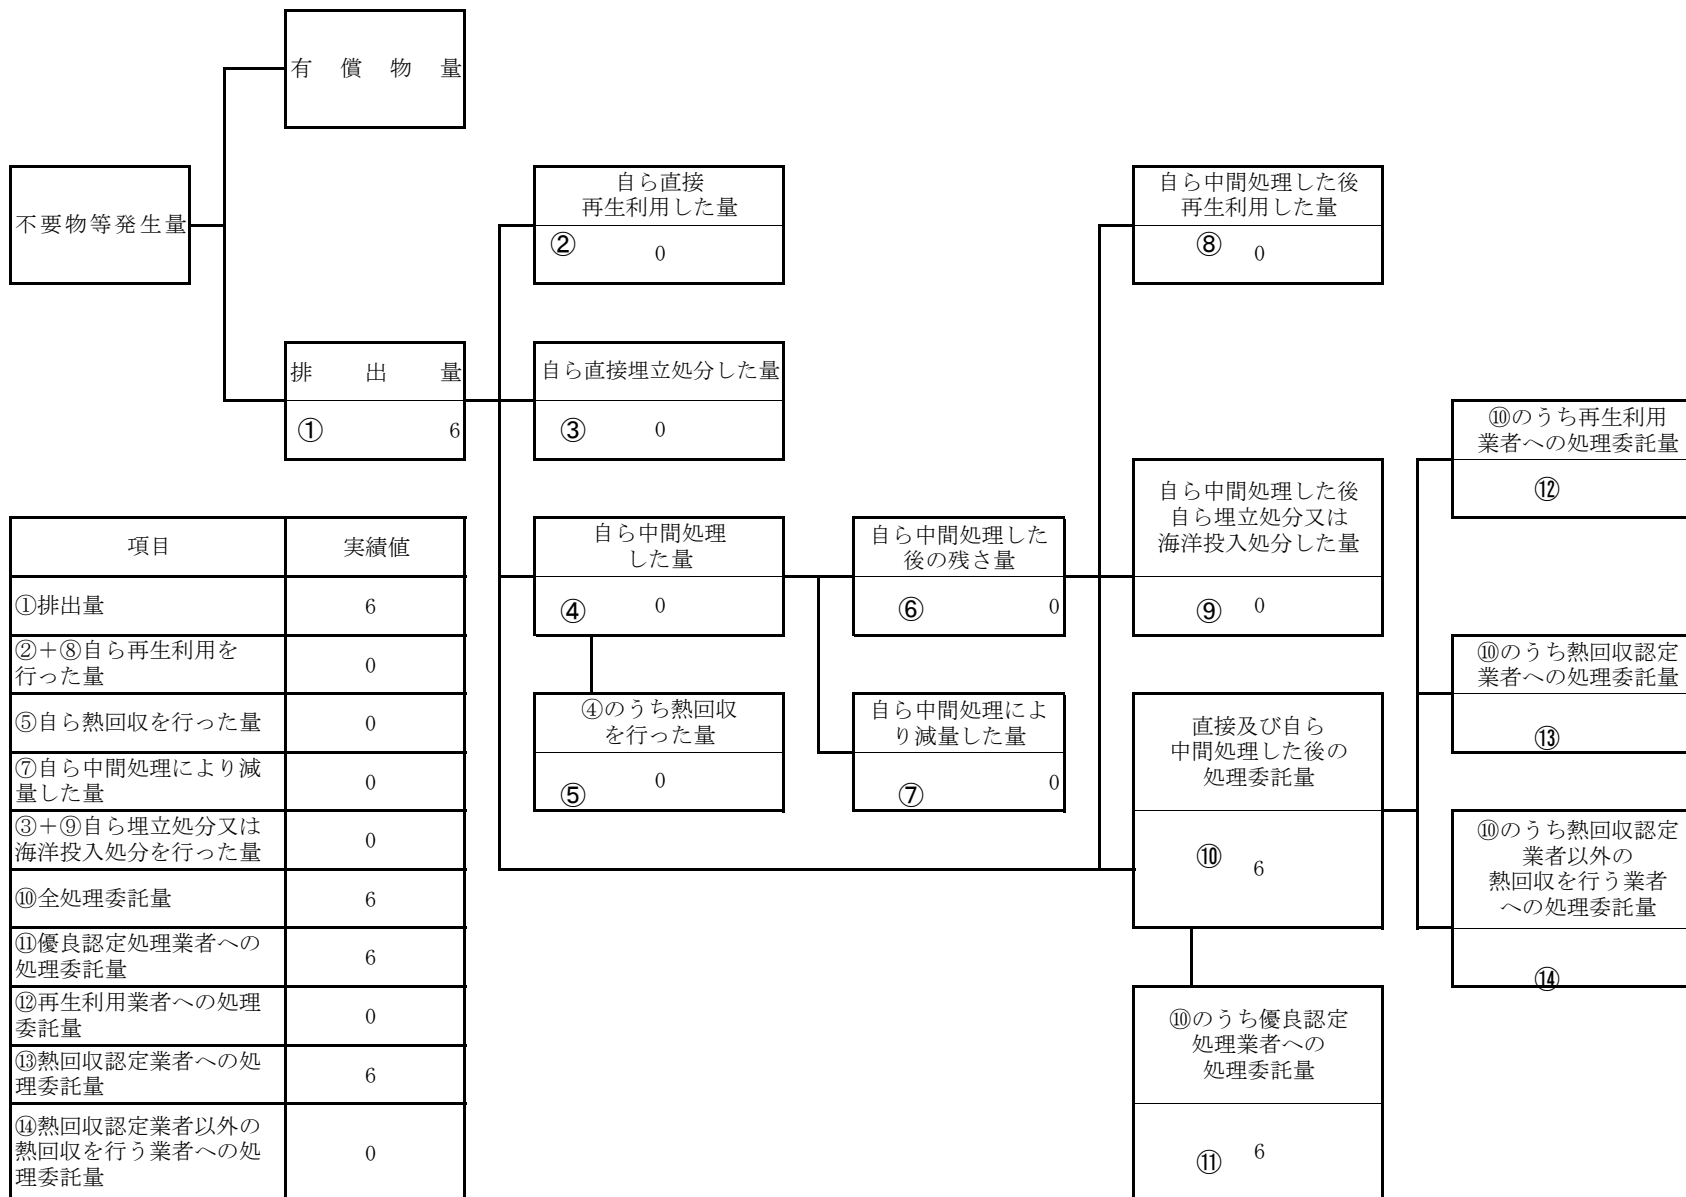 有償物量
不要物等発生量
排出量
① 6
自ら直接
再生利用した量
② 0
自ら直接埋立処分した量
③ 0
自ら中間処理
した量
④ 0
④のうち熱回収
を行った量
⑤ 0
自ら中間処理した
後の残さ量
⑥ 0
自ら中間処理によ
り減量した量
⑦ 0
自ら中間処理した後
再生利用した量
⑧ 0
自ら中間処理した後
自ら埋立処分又は
海洋投入処分した量
⑨ 0
直接及び自ら
中間処理した後の
処理委託量
⑩ 6
⑩のうち優良認定
処理業者への
処理委託量
⑪ 6
⑩のうち再生利用
業者への処理委託量
⑫
⑩のうち熱回収認定
業者への処理委託量
⑬
⑩のうち熱回収認定
業者以外の
熱回収を行う業者
への処理委託量
⑭
項目 実績値
①排出量 6
②+⑧自ら再生利用を
行った量 0
⑤自ら熱回収を行った量 0
⑦自ら中間処理により減
量した量 0
③+⑨自ら埋立処分又は
海洋投入処分を行った量 0
⑩全処理委託量 6
⑪優良認定処理業者への
処理委託量 6
⑫再生利用業者への処理
委託量 0
⑬熱回収認定業者への処
理委託量 6
⑭熱回収認定業者以外の
熱回収を行う業者への処
理委託量 0